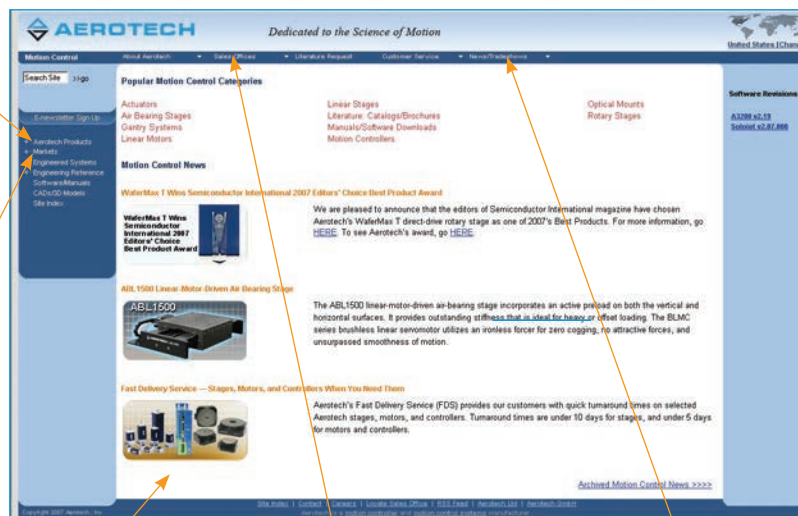 AEROTECH
Dedicated to the Science of Motion
United States [Chan
Motion Control
About Aerotech
Sales/Offices
Literature Request
Customer Service
News/Tradeshows
Search Site >>go
E-newsletter Sign Up
Aerotech Products
Markets
Engineered Systems
Engineering Reference
Software/Manuals
CADs/3D Models
Site Index
Popular Motion Control Categories
Actuators
Air Bearing Stages
Gantry Systems
Linear Motors
Linear Stages
Literature: Catalogs/Brochures
Manuals/Software Downloads
Motion Controllers
Optical Mounts
Rotary Stages
Software Revisions
A3200 v2.19
Motion Control News
WaferMax T Wins Semiconductor International 2007 Editors' Choice Best Product Award
WaferMax T Wins
Semiconductor
International 2007
Editors' Choice
Best Product Award
We are pleased to announce that the editors of Semiconductor International magazine have chosen
Aerotech's WaferMax T direct-drive rotary stage as one of 2007's Best Products. For more information, go
HERE. To see Aerotech's award, go HERE.
ABL1500 Linear-Motor-Driven Air Bearing Stage
ABL1500
The ABL1500 linear-motor-driven air-bearing stage incorporates an active preload on both the vertical and
horizontal surfaces. It provides outstanding stiffness that is ideal for heavy or offset loading. The BLMC
series brushless linear servomotor utilizes an ironless forcer for zero cogging, no attractive forces, and
unsurpassed smoothness of motion.
Fast Delivery Service — Stages, Motors, and Controllers When You Need Them
Aerotech's Fast Delivery Service (FDS) provides our customers with quick turnaround times on selected
Aerotech stages, motors, and controllers. Turnaround times are under 10 days for stages, and under 5 days
for motors and controllers.
Archived Motion Control News >>>>
Site Index | Contact | Careers | Locate Sales Office | RSS Feed | Aerotech Ltd | Aerotech GmbH
Aerotech is a motion controller and motion control systems manufacturer.
Copyright 2007 Aerotech, Inc.